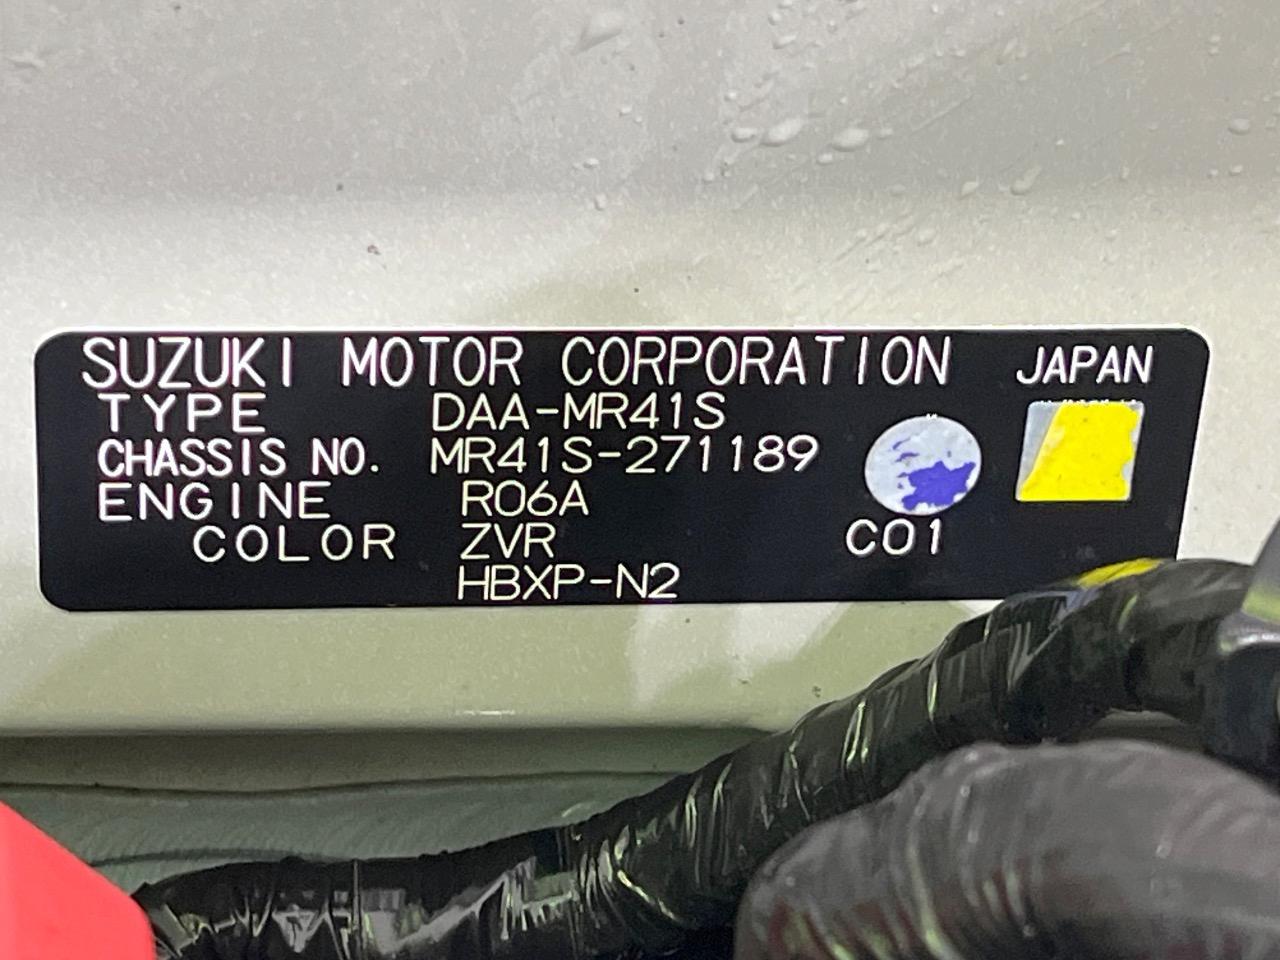 SUZUKI MOTOR CORPORATION JAPAN
TYPE DAA-MR41S
CHASSIS NO. MR41S-271189
ENGINE R06A
COLOR ZVR C01
HBXP-N2